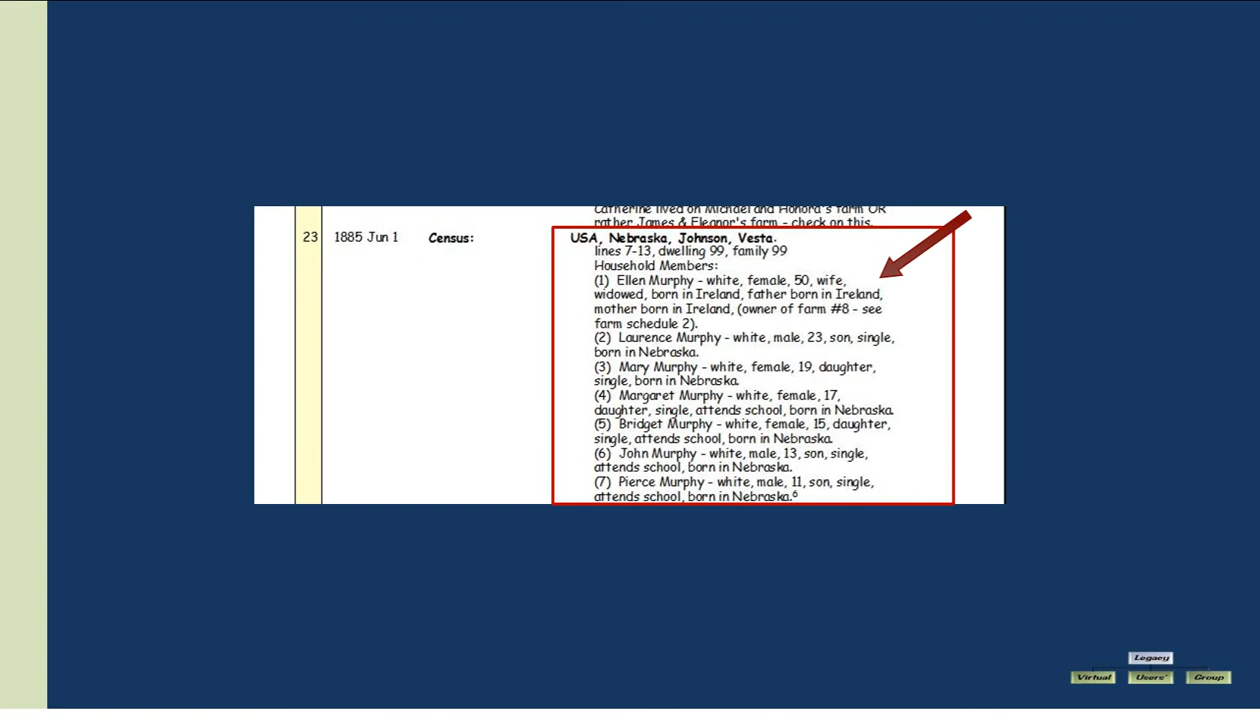 Catherine lived on Michael and Honora's farm OR
rather James & Eleanor's farm - check on this.
23 1885 Jun 1 Census: USA, Nebraska, Johnson, Vesta.
lines 7-13, dwelling 99, family 99
Household Members:
(1) Ellen Murphy - white, female, 50, wife,
widowed, born in Ireland, father born in Ireland,
mother born in Ireland, (owner of farm #8 - see
farm schedule 2).
(2) Laurence Murphy - white, male, 23, son, single,
born in Nebraska.
(3) Mary Murphy - white, female, 19, daughter,
single, born in Nebraska.
(4) Margaret Murphy - white, female, 17,
daughter, single, attends school, born in Nebraska.
(5) Bridget Murphy - white, female, 15, daughter,
single, attends school, born in Nebraska.
(6) John Murphy - white, male, 13, son, single,
attends school, born in Nebraska.
(7) Pierce Murphy - white, male, 11, son, single,
attends school, born in Nebraska.⁶
Legacy
Virtual Users' Group